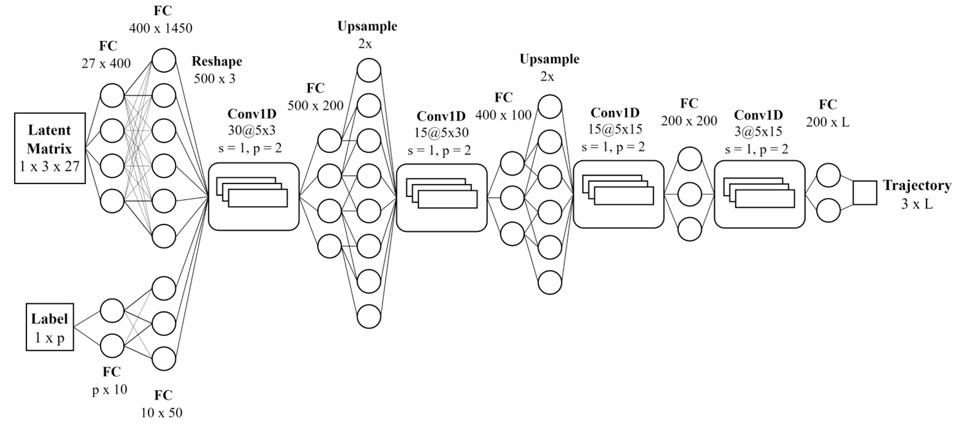 FC
400 x 1450
FC
27 x 400
Reshape
500 x 3
Latent
Matrix
1 x 3 x 27
Label
1 x p
FC
p x 10
FC
10 x 50
Conv1D
30@5x3
s = 1, p = 2
FC
500 x 200
Upsample
2x
Conv1D
15@5x30
s = 1, p = 2
FC
400 x 100
Upsample
2x
Conv1D
15@5x15
s = 1, p = 2
FC
200 x 200
Conv1D
3@5x15
s = 1, p = 2
FC
200 x L
Trajectory
3 x L